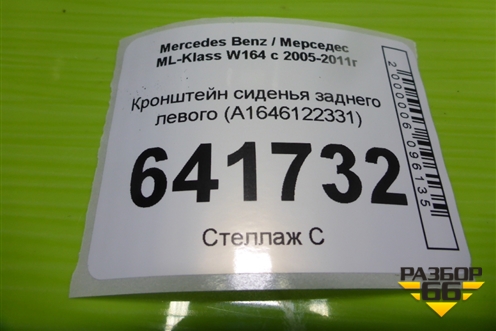 Mercedes Benz / Мерседес
ML-Klass W164 с 2005-2011г
Кронштейн сиденья заднего
левого (A1646122331)
641732
Стеллаж С
2000006096135
РАЗБОР
66